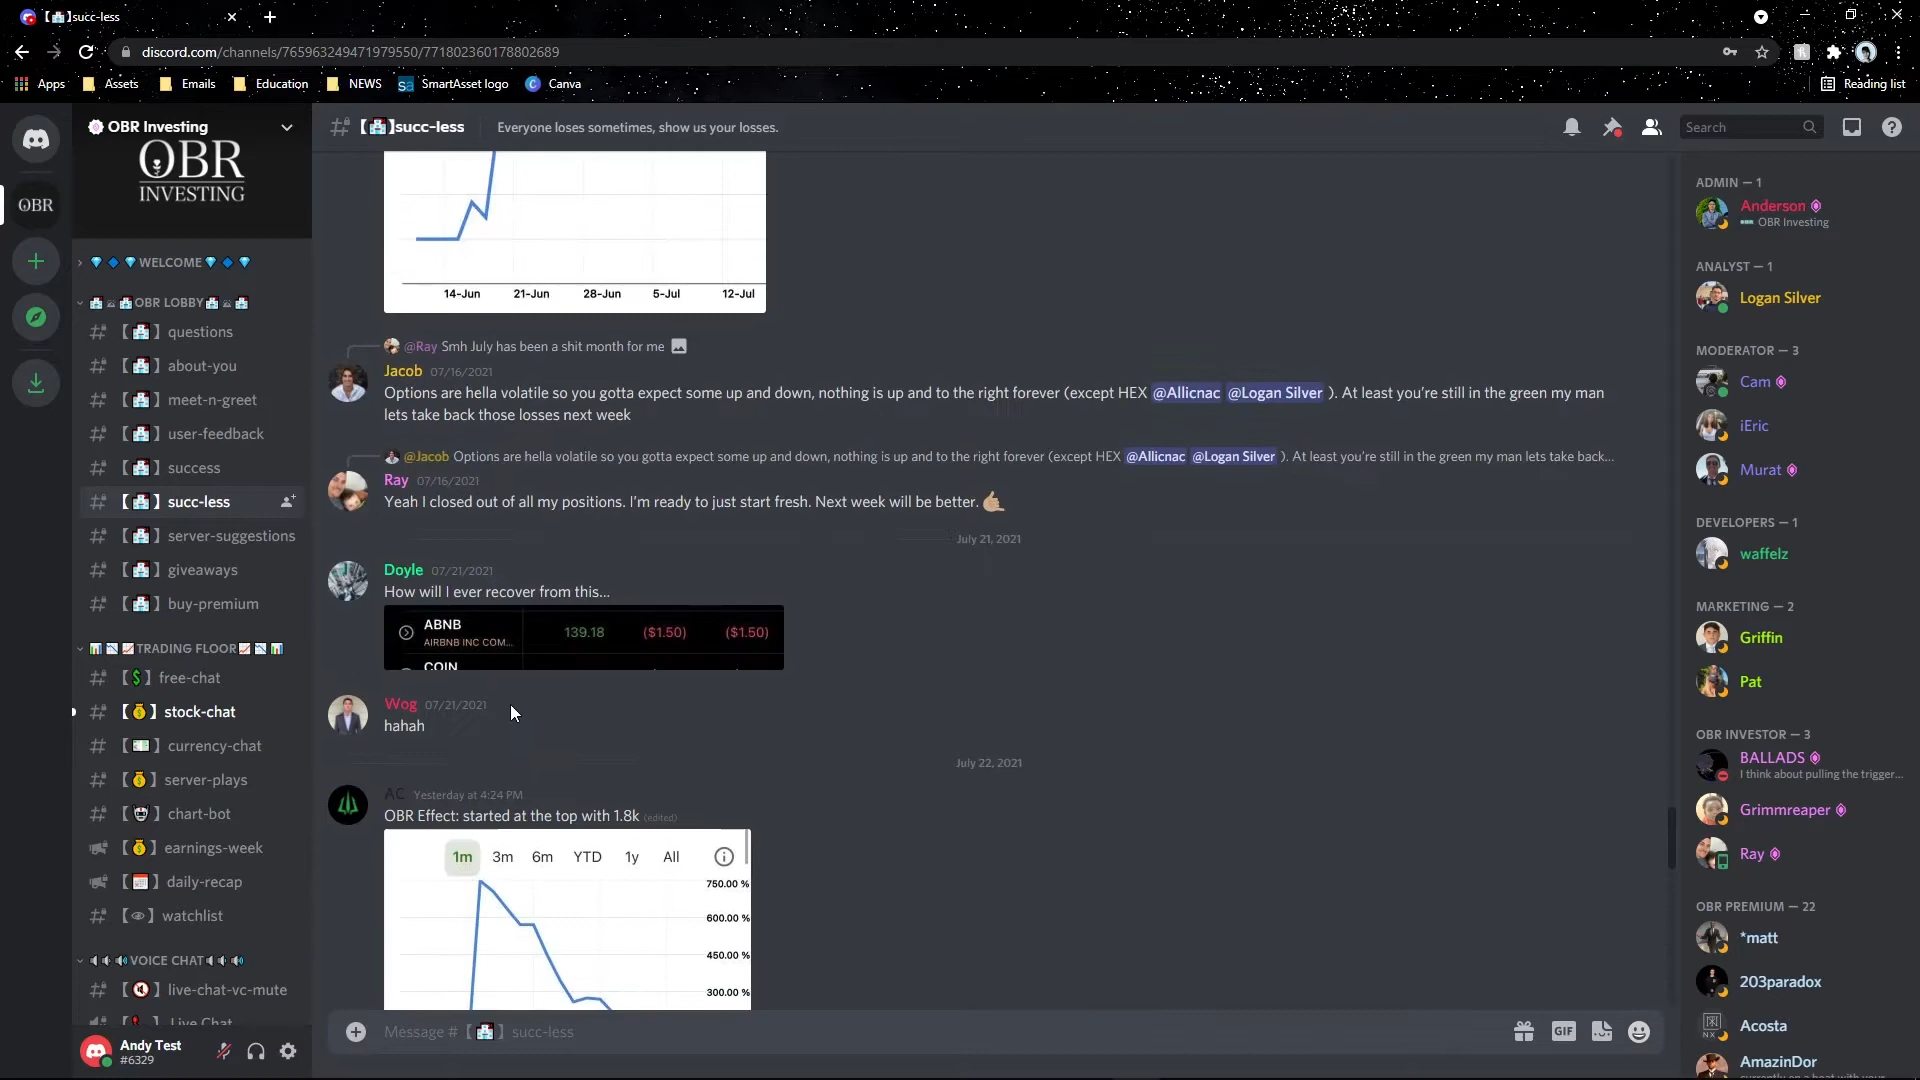 【】succ-less
discord.com/channels/765963249471979550/771802360178802689
Apps
Assets
Emails
Education
NEWS
sa SmartAsset logo
C Canva
Reading list
OBR Investing
OBR
INVESTING
OBR
WELCOME
OBR LOBBY
# 【】 questions
# 【】 about-you
# 【】 meet-n-greet
# 【】 user-feedback
# 【】 success
# 【】 succ-less
# 【】 server-suggestions
# 【】 giveaways
# 【】 buy-premium
TRADING FLOOR
# 【】 free-chat
# 【】 stock-chat
# 【】 currency-chat
# 【】 server-plays
# 【】 chart-bot
【】 earnings-week
【】 daily-recap
# 【】 watchlist
VOICE CHAT
# 【】 live-chat-vc-mute
Live Chat
Andy Test
#6329
# 【】succ-less
Everyone loses sometimes, show us your losses.
Search
14-Jun 21-Jun 28-Jun 5-Jul 12-Jul
@Ray Smh July has been a shit month for me
Jacob 07/16/2021
Options are hella volatile so you gotta expect some up and down, nothing is up and to the right forever (except HEX @Allicnac @Logan Silver ). At least you're still in the green my man
lets take back those losses next week
@Jacob Options are hella volatile so you gotta expect some up and down, nothing is up and to the right forever (except HEX @Allicnac @Logan Silver ). At least you're still in the green my man lets take back...
Ray 07/16/2021
Yeah I closed out of all my positions. I'm ready to just start fresh. Next week will be better.
July 21, 2021
Doyle 07/21/2021
How will I ever recover from this...
ABNB 139.18 ($1.50) ($1.50)
AIRBNB INC COM...
COIN
Wog 07/21/2021
hahah
July 22, 2021
AC Yesterday at 4:24 PM
OBR Effect: started at the top with 1.8k (edited)
1m 3m 6m YTD 1y All
750.00 %
600.00 %
450.00 %
300.00 %
Message # 【】 succ-less
GIF
ADMIN — 1
Anderson
OBR Investing
ANALYST — 1
Logan Silver
MODERATOR — 3
Cam
iEric
Murat
DEVELOPERS — 1
waffelz
MARKETING — 2
Griffin
Pat
OBR INVESTOR — 3
BALLADS
I think about pulling the trigger...
Grimmreaper
Ray
OBR PREMIUM — 22
*matt
203paradox
Acosta
AmazinDor